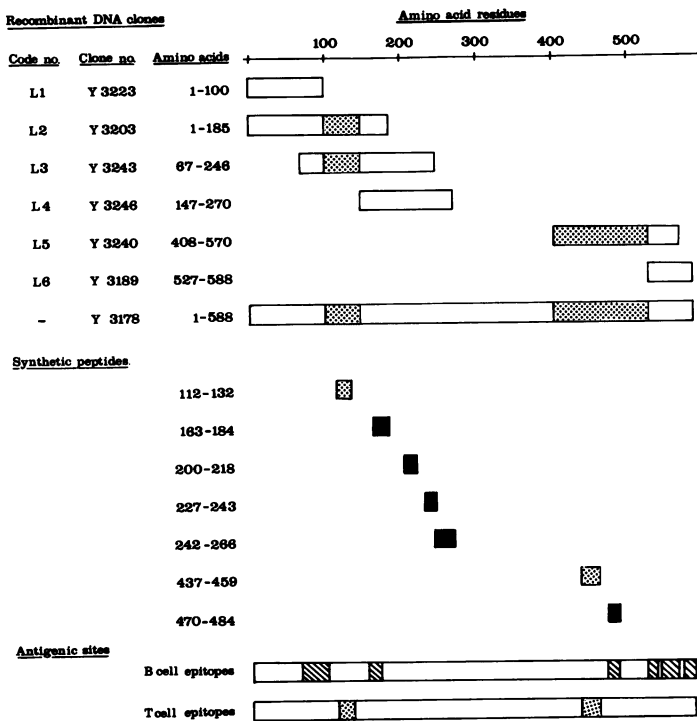 Recombinant DNA clones
Amino acid residues
Code no. Clone no. Amino acids
100 200 300 400 500
L1 Y 3223 1-100
L2 Y 3203 1-185
L3 Y 3243 67-246
L4 Y 3246 147-270
L5 Y 3240 408-570
L6 Y 3189 527-588
- Y 3178 1-588
Synthetic peptides
112-132
163-184
200-218
227-243
242-266
437-459
470-484
Antigenic sites
B cell epitopes
T cell epitopes